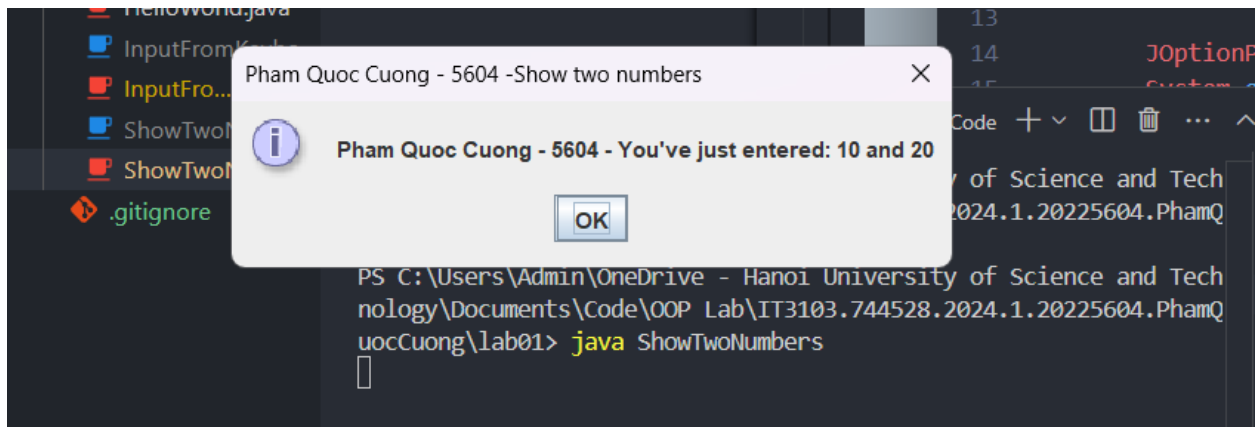 HelloWorld.java
InputFromKeybo
InputFro...
ShowTwoN
ShowTwoN
.gitignore
Pham Quoc Cuong - 5604 -Show two numbers
Pham Quoc Cuong - 5604 - You've just entered: 10 and 20
OK
13
14 JOptionP
15 System.
Code
y of Science and Tech
2024.1.20225604.PhamQ
PS C:\Users\Admin\OneDrive - Hanoi University of Science and Tech
nology\Documents\Code\OOP Lab\IT3103.744528.2024.1.20225604.PhamQ
uocCuong\lab01> java ShowTwoNumbers